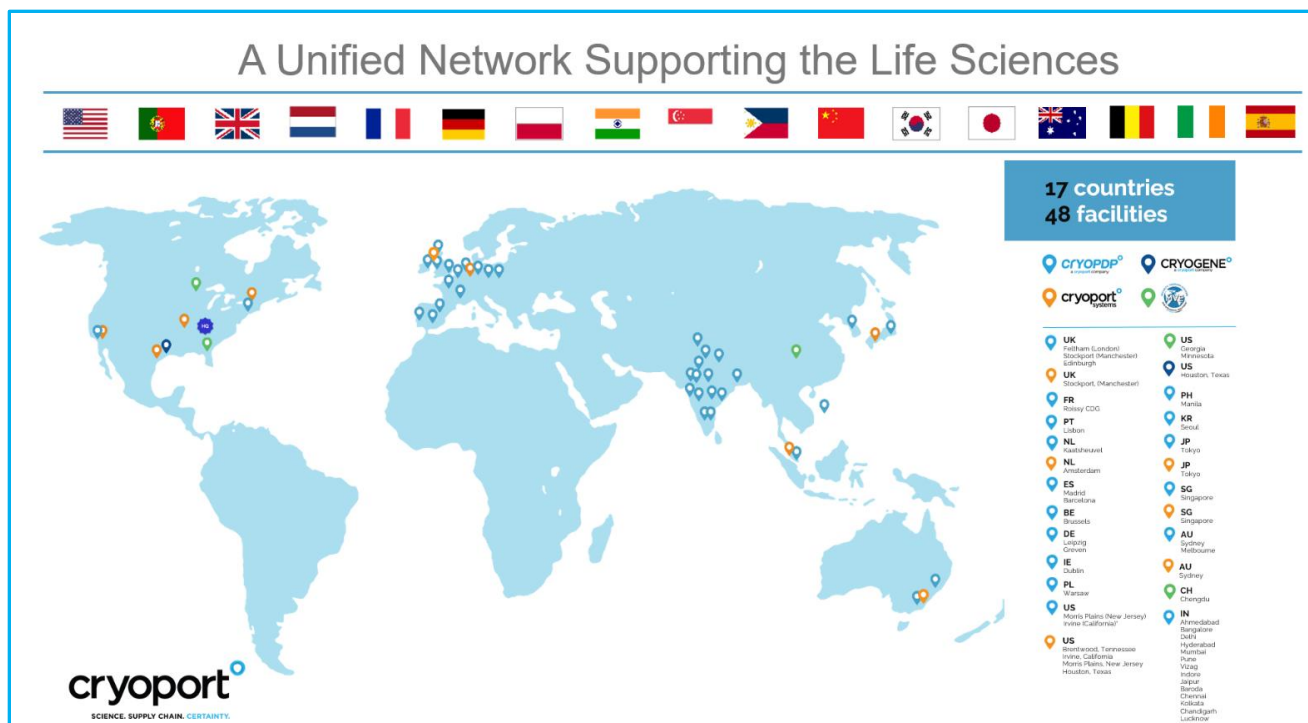 A Unified Network Supporting the Life Sciences
17 countries
48 facilities
CRYOPDP
a cryoport company
CRYOGENE
a cryoport company
cryoport
systems
HQ
UK
Feltham (London)
Stockport (Manchester)
Edinburgh
UK
Stockport, (Manchester)
FR
Roissy CDG
PT
Lisbon
NL
Kaatsheuvel
NL
Amsterdam
ES
Madrid
Barcelona
BE
Brussels
DE
Leipzig
Greven
IE
Dublin
PL
Warsaw
US
Morris Plains (New Jersey)
Irvine (California)*
US
Brentwood, Tennessee
Irvine, California
Morris Plains, New Jersey
Houston, Texas
US
Georgia
Minnesota
US
Houston, Texas
PH
Manila
KR
Seoul
JP
Tokyo
JP
Tokyo
SG
Singapore
SG
Singapore
AU
Sydney
Melbourne
AU
Sydney
CH
Chengdu
IN
Ahmedabad
Bangalore
Delhi
Hyderabad
Mumbai
Pune
Vizag
Indore
Jaipur
Baroda
Chennai
Kolkata
Chandigarh
Lucknow
cryoport
SCIENCE. SUPPLY CHAIN. CERTAINTY.